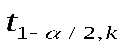 t1- α / 2, k